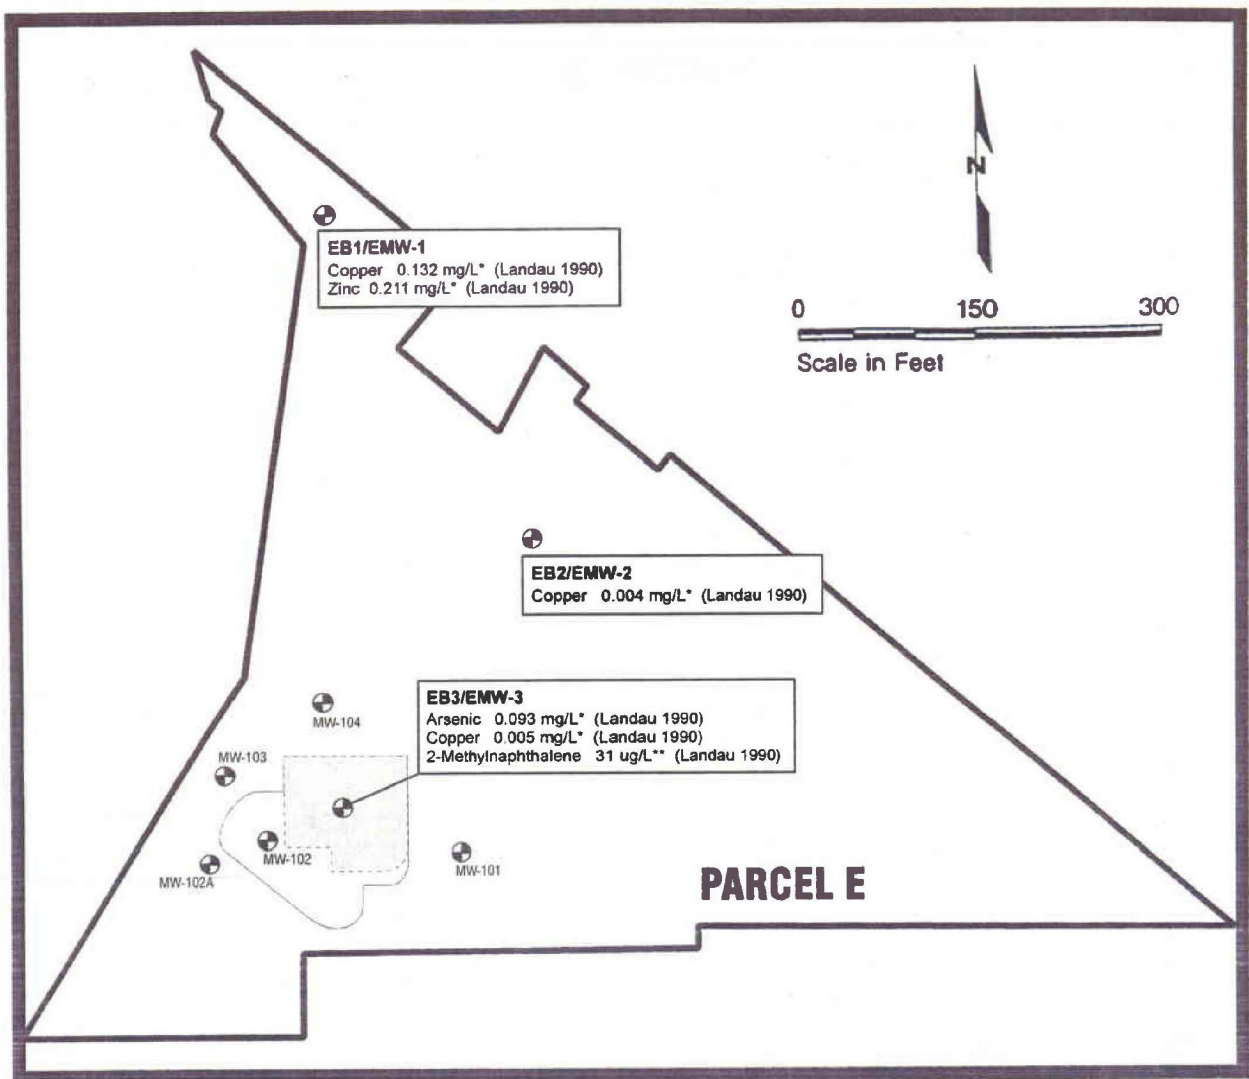 N
0 150 300
Scale in Feet
EB1/EMW-1
Copper 0.132 mg/L* (Landau 1990)
Zinc 0.211 mg/L* (Landau 1990)
EB2/EMW-2
Copper 0.004 mg/L* (Landau 1990)
EB3/EMW-3
Arsenic 0.093 mg/L* (Landau 1990)
Copper 0.005 mg/L* (Landau 1990)
2-Methylnaphthalene 31 ug/L** (Landau 1990)
MW-104
MW-103
MW-102
MW-102A
MW-101
PARCEL E